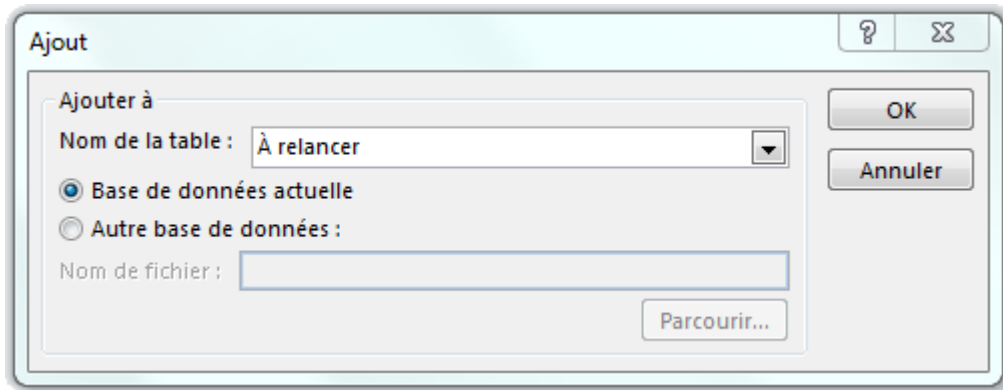 Ajout
Ajouter à
Nom de la table : À relancer
Base de données actuelle
Autre base de données :
Nom de fichier :
Parcourir...
OK
Annuler